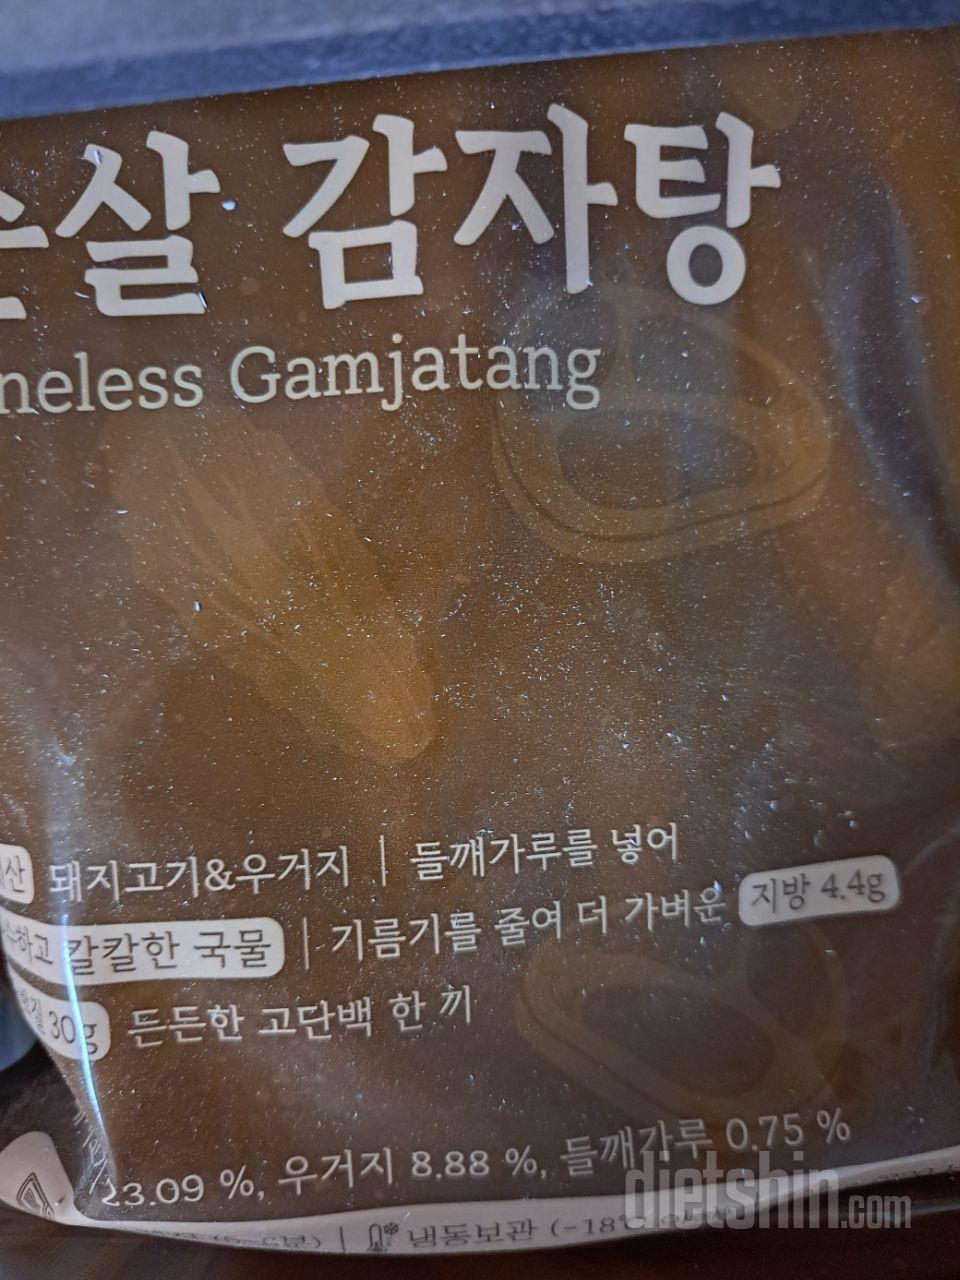 순살 감자탕
neless Gamjatang
돼지고기&우거지 | 들깨가루를 넣어
칼칼한 국물 | 기름기를 줄여 더 가벼운 지방 4.4g
30g 든든한 고단백 한 끼
23.09 %, 우거지 8.88 %, 들깨가루 0.75 %
냉동보관 (-18℃
dietshin.com